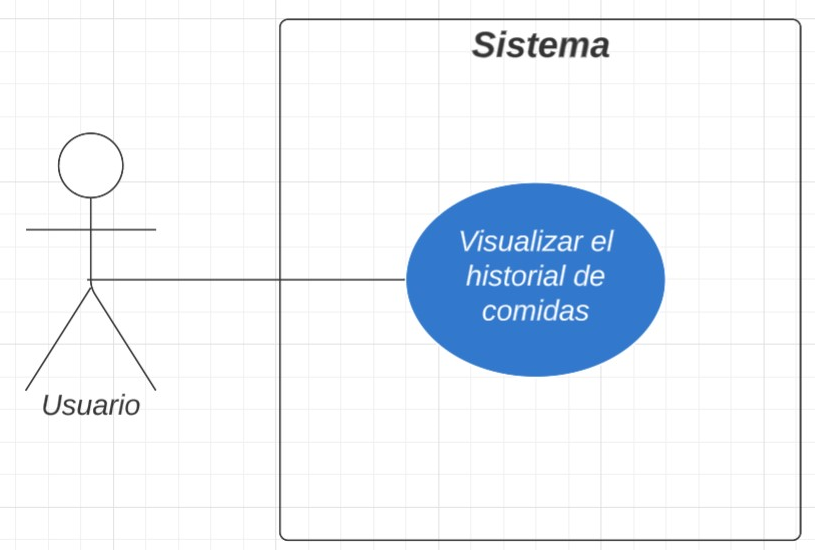 Sistema
Visualizar el
historial de
comidas
Usuario